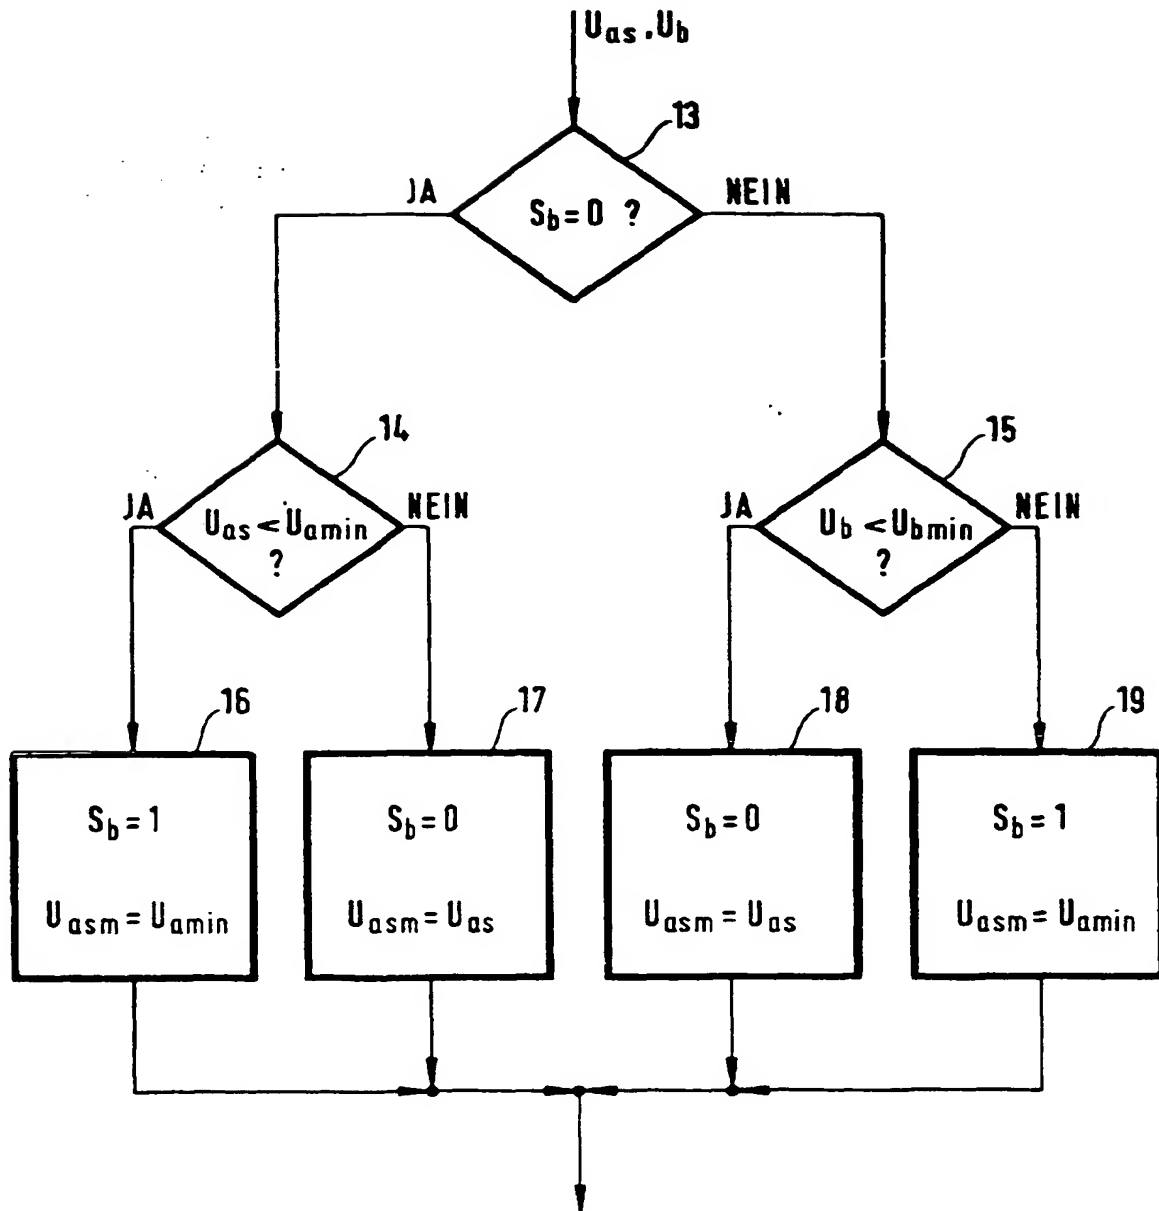 U_as, U_b
13
JA
NEIN
S_b = 0 ?
14
15
JA
NEIN
JA
NEIN
U_as < U_amin
?
U_b < U_bmin
?
16
17
18
19
S_b = 1
S_b = 0
S_b = 0
S_b = 1
U_asm = U_amin
U_asm = U_as
U_asm = U_as
U_asm = U_amin